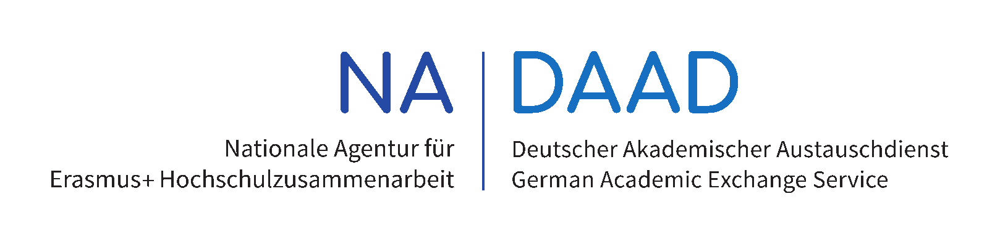 NA
Nationale Agentur für
Erasmus+ Hochschulzusammenarbeit
DAAD
Deutscher Akademischer Austauschdienst
German Academic Exchange Service